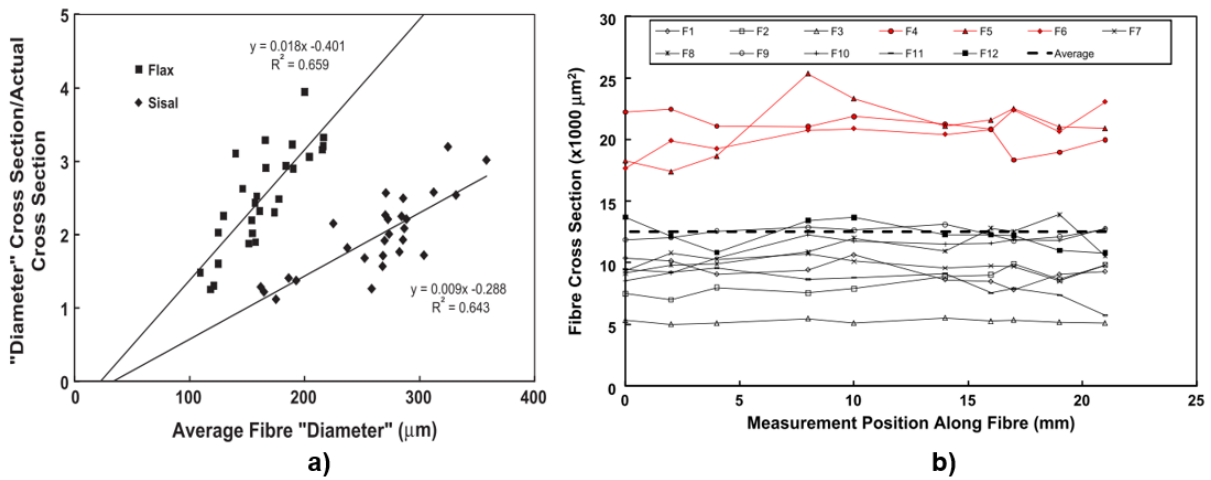 5
4
3
2
1
0
0
100
200
300
400
"Diameter" Cross Section/Actual
Cross Section
Average Fibre "Diameter" (μm)
Flax
Sisal
y = 0.018x -0.401
R² = 0.659
y = 0.009x -0.288
R² = 0.643
a)
30
25
20
15
10
5
0
0
5
10
15
20
25
Fibre Cross Section (x1000 μm²)
Measurement Position Along Fibre (mm)
F1 F2 F3 F4 F5 F6 F7
F8 F9 F10 F11 F12 Average
b)